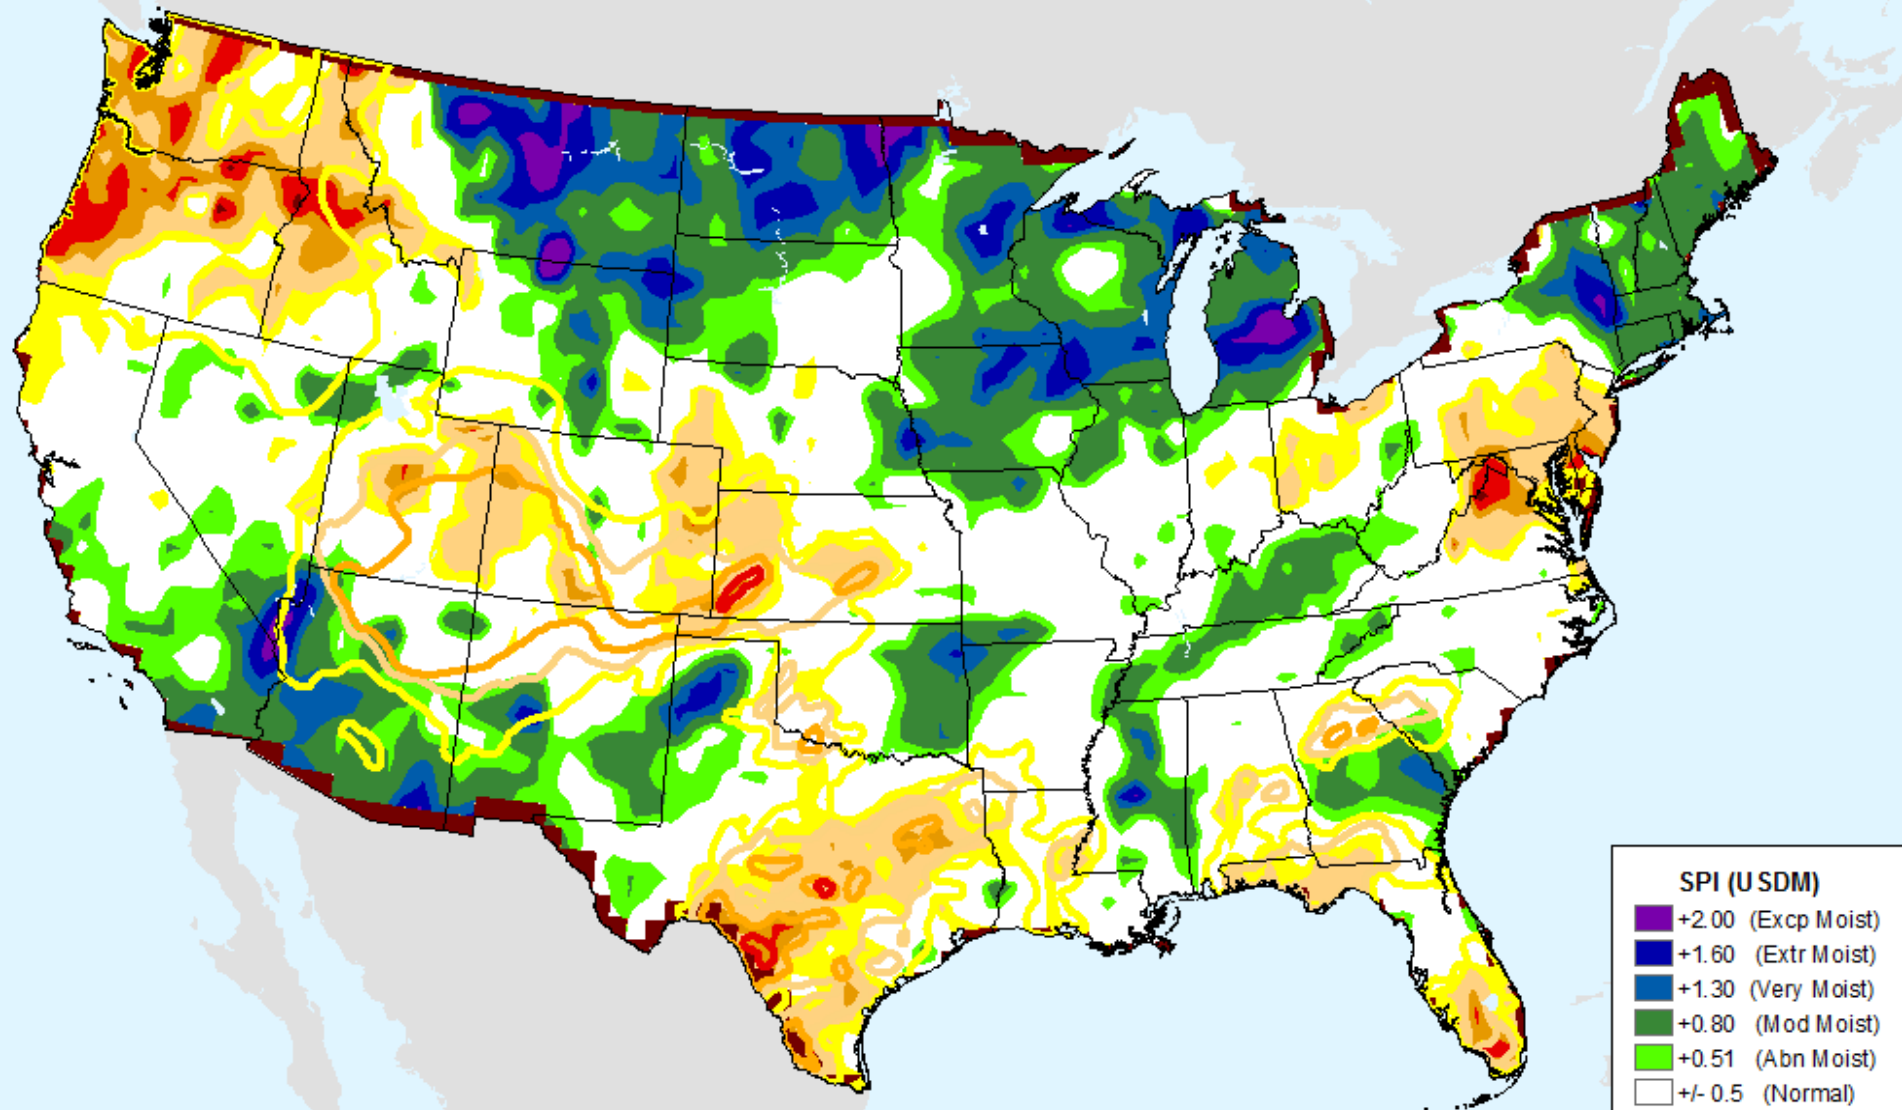 SPI (USDM)
+2.00 (Excp Moist)
+1.60 (Extr Moist)
+1.30 (Very Moist)
+0.80 (Mod Moist)
+0.51 (Abn Moist)
+/- 0.5 (Normal)